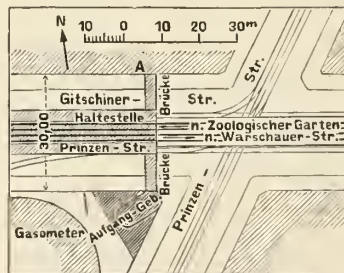 N
10 0 10 20 30 m
A
Brücke
Str.
Gitschiner-
Str.
Haltestelle
n. Zoologischer Garten
30,00
n. Warschauer-Str.
Prinzen-Str.
Brücke
Prinzen-
Aufgang-Geb.
Gasometer